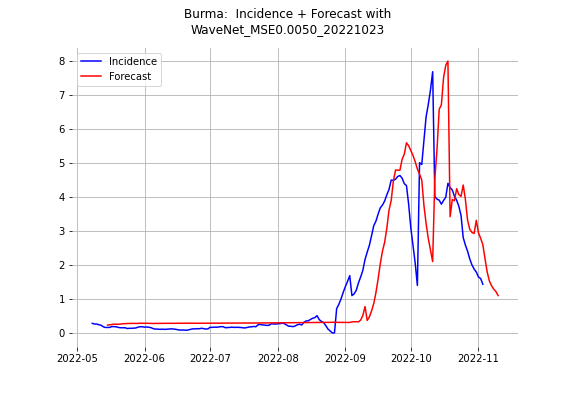 Burma:  Incidence + Forecast with
WaveNet_MSE0.0050_20221023
Incidence
Forecast
8
7
6
5
4
3
2
1
0
2022-05 2022-06 2022-07 2022-08 2022-09 2022-10 2022-11